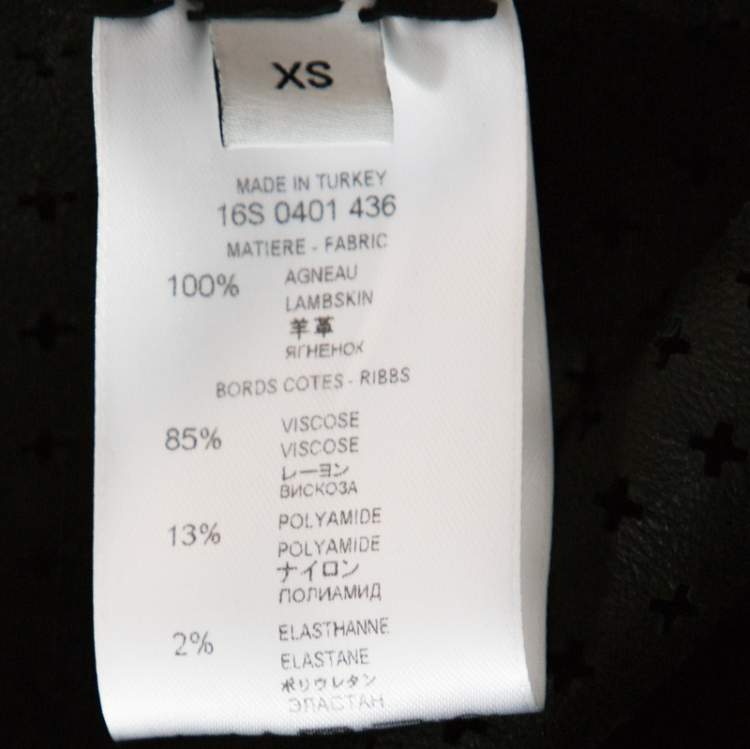 XS
MADE IN TURKEY
16S 0401 436
MATIERE - FABRIC
100% AGNEAU
LAMBSKIN
羊革
ЯГНЕНОК
BORDS COTES - RIBBS
85% VISCOSE
VISCOSE
レーヨン
ВИСКОЗА
13% POLYAMIDE
POLYAMIDE
ナイロン
ПОЛИАМИД
2% ELASTHANNE
ELASTANE
ポリウレタン
ЭЛАСТАН